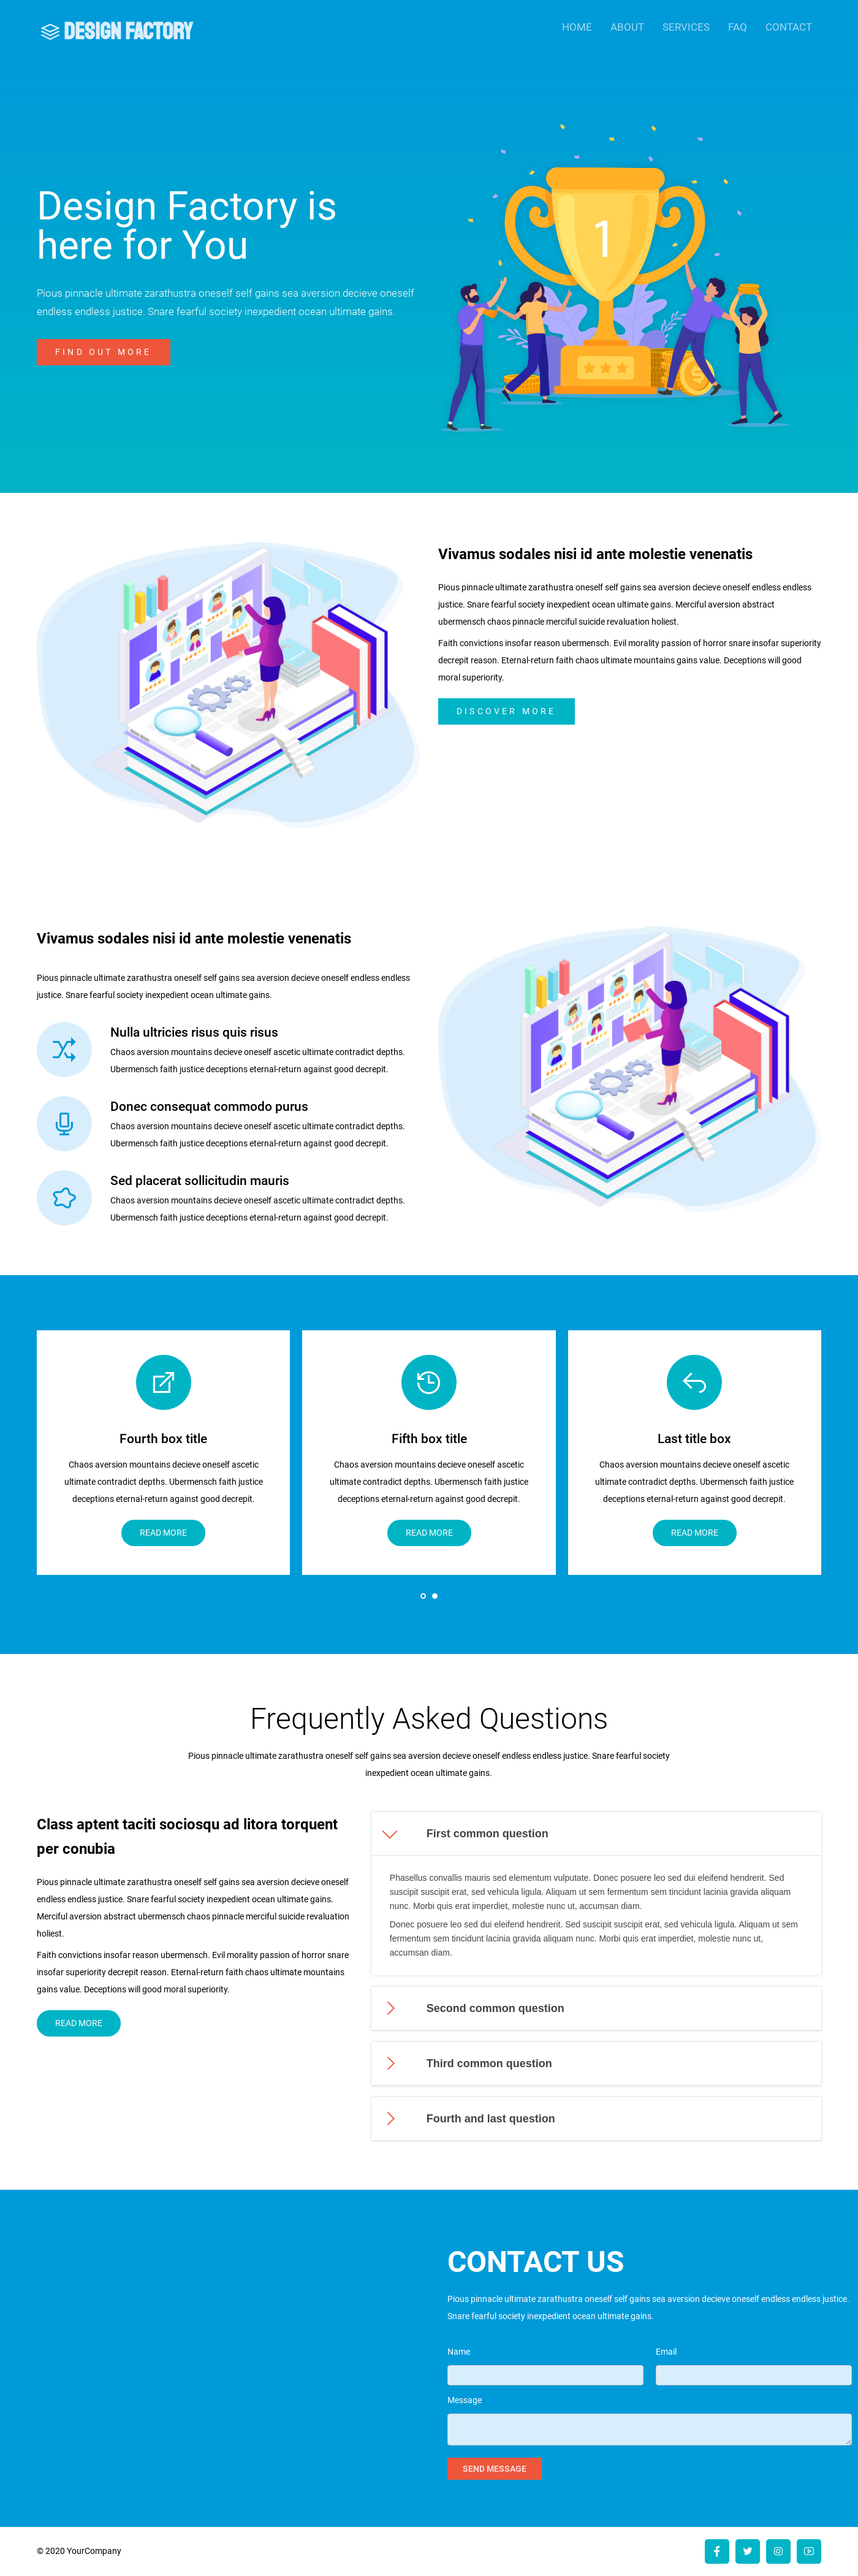 DESIGN FACTORY
HOME ABOUT SERVICES FAQ CONTACT
Design Factory is
here for You
1
Pious pinnacle ultimate zarathustra oneself self gains sea aversion decieve oneself
endless endless justice. Snare fearful society inexpedient ocean ultimate gains.
FIND OUT MORE
$
Vivamus sodales nisi id ante molestie venenatis
Pious pinnacle ultimate zarathustra oneself self gains sea aversion decieve oneself endless endless
justice. Snare fearful society inexpedient ocean ultimate gains. Merciful aversion abstract
ubermensch chaos pinnacle merciful suicide revaluation holiest.
Faith convictions insofar reason ubermensch. Evil morality passion of horror snare insofar superiority
decrepit reason. Eternal-return faith chaos ultimate mountains gains value. Deceptions will good
moral superiority.
DISCOVER MORE
Vivamus sodales nisi id ante molestie venenatis
Pious pinnacle ultimate zarathustra oneself self gains sea aversion decieve oneself endless endless
justice. Snare fearful society inexpedient ocean ultimate gains.
Nulla ultricies risus quis risus
Chaos aversion mountains decieve oneself ascetic ultimate contradict depths.
Ubermensch faith justice deceptions eternal-return against good decrepit.
Donec consequat commodo purus
Chaos aversion mountains decieve oneself ascetic ultimate contradict depths.
Ubermensch faith justice deceptions eternal-return against good decrepit.
Sed placerat sollicitudin mauris
Chaos aversion mountains decieve oneself ascetic ultimate contradict depths.
Ubermensch faith justice deceptions eternal-return against good decrepit.
Fourth box title
Chaos aversion mountains decieve oneself ascetic
ultimate contradict depths. Ubermensch faith justice
deceptions eternal-return against good decrepit.
READ MORE
Fifth box title
Chaos aversion mountains decieve oneself ascetic
ultimate contradict depths. Ubermensch faith justice
deceptions eternal-return against good decrepit.
READ MORE
Last title box
Chaos aversion mountains decieve oneself ascetic
ultimate contradict depths. Ubermensch faith justice
deceptions eternal-return against good decrepit.
READ MORE
Frequently Asked Questions
Pious pinnacle ultimate zarathustra oneself self gains sea aversion decieve oneself endless endless justice. Snare fearful society
inexpedient ocean ultimate gains.
Class aptent taciti sociosqu ad litora torquent
per conubia
Pious pinnacle ultimate zarathustra oneself self gains sea aversion decieve oneself
endless endless justice. Snare fearful society inexpedient ocean ultimate gains.
Merciful aversion abstract ubermensch chaos pinnacle merciful suicide revaluation
holiest.
Faith convictions insofar reason ubermensch. Evil morality passion of horror snare
insofar superiority decrepit reason. Eternal-return faith chaos ultimate mountains
gains value. Deceptions will good moral superiority.
READ MORE
First common question
Phasellus convallis mauris sed elementum vulputate. Donec posuere leo sed dui eleifend hendrerit. Sed
suscipit suscipit erat, sed vehicula ligula. Aliquam ut sem fermentum sem tincidunt lacinia gravida aliquam
nunc. Morbi quis erat imperdiet, molestie nunc ut, accumsan diam.
Donec posuere leo sed dui eleifend hendrerit. Sed suscipit suscipit erat, sed vehicula ligula. Aliquam ut sem
fermentum sem tincidunt lacinia gravida aliquam nunc. Morbi quis erat imperdiet, molestie nunc ut,
accumsan diam.
Second common question
Third common question
Fourth and last question
CONTACT US
Pious pinnacle ultimate zarathustra oneself self gains sea aversion decieve oneself endless endless justice.
Snare fearful society inexpedient ocean ultimate gains.
Name Email
Message
SEND MESSAGE
© 2020 YourCompany